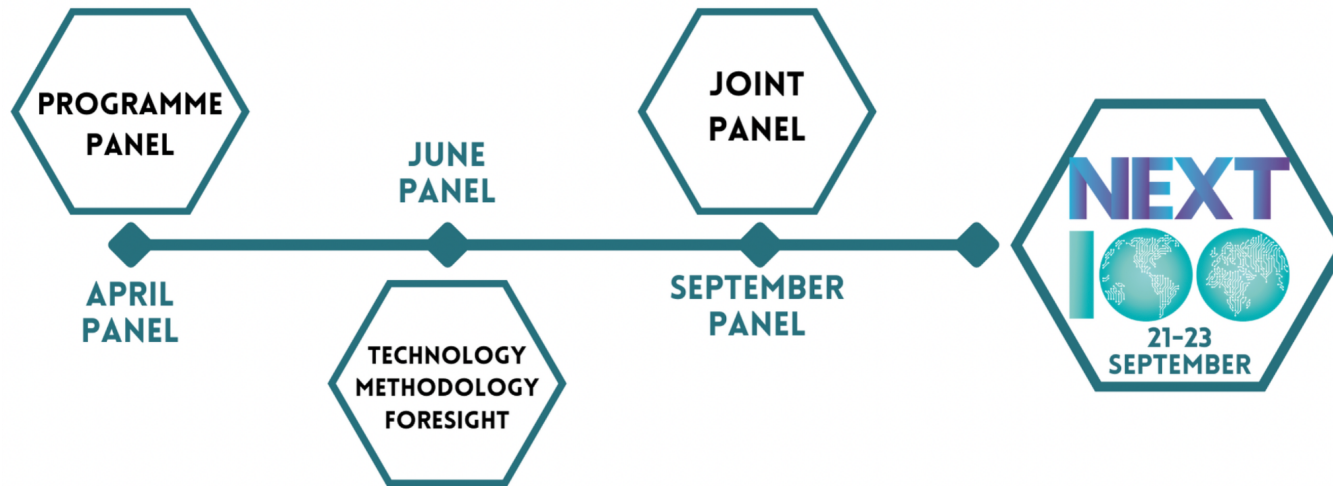 PROGRAMME
PANEL
APRIL
PANEL
JUNE
PANEL
TECHNOLOGY
METHODOLOGY
FORESIGHT
JOINT
PANEL
SEPTEMBER
PANEL
NEXT
100
21-23
SEPTEMBER